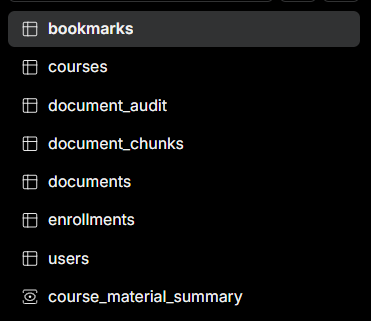 bookmarks
courses
document_audit
document_chunks
documents
enrollments
users
course_material_summary